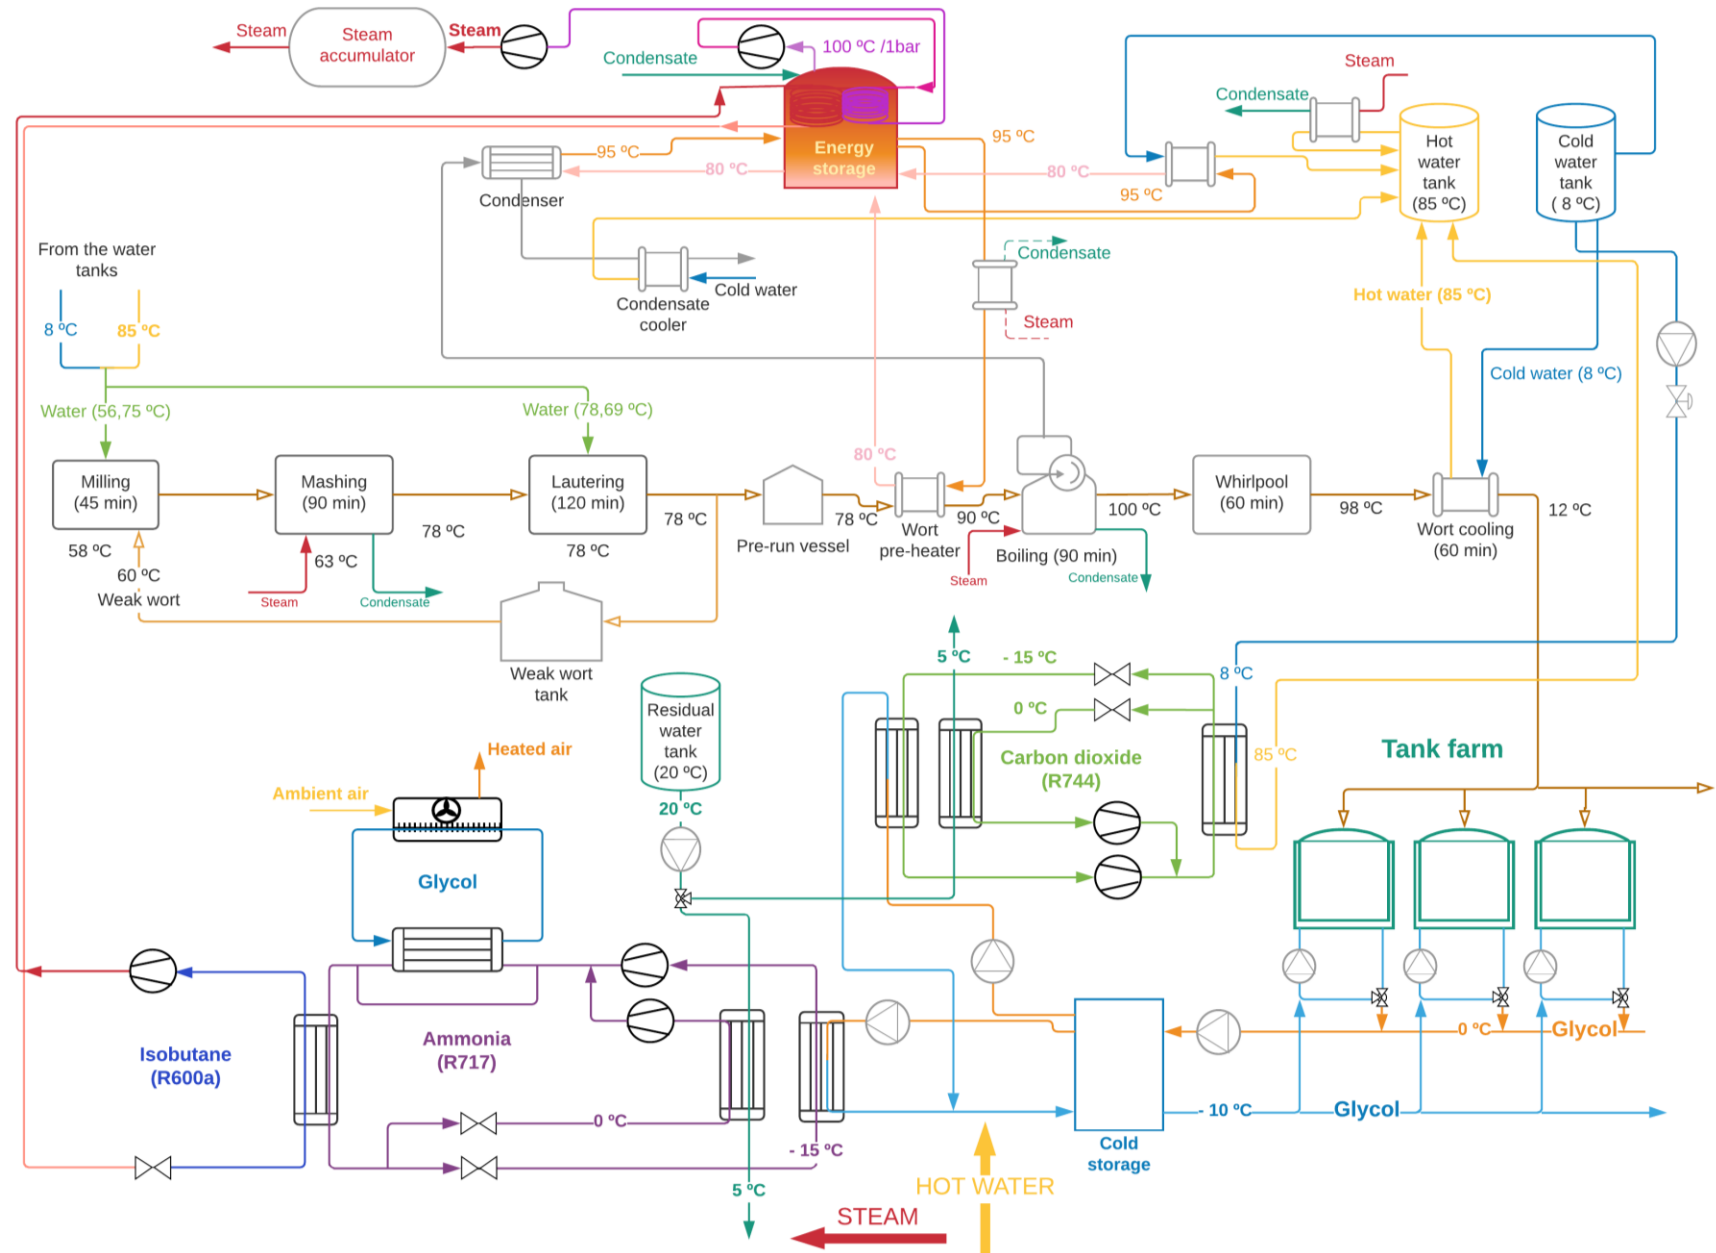 Steam
Steam
accumulator
Steam
100 ºC /1bar
Condensate
Energy
storage
95 ºC
80 ºC
Condenser
95 ºC
80 ºC
95 ºC
Condensate
Steam
Hot
water
tank
(85 ºC)
Cold
water
tank
( 8 ºC)
From the water
tanks
8 ºC
85 ºC
Cold water
Condensate
cooler
Condensate
Steam
Hot water (85 ºC)
Cold water (8 ºC)
Water (56,75 ºC)
Water (78,69 ºC)
80 ºC
Milling
(45 min)
58 ºC
60 ºC
Weak wort
Mashing
(90 min)
63 ºC
Steam
Condensate
78 ºC
Lautering
(120 min)
78 ºC
78 ºC
Weak wort
tank
Pre-run vessel
78 ºC
Wort
pre-heater
90 ºC
Steam
Boiling (90 min)
Condensate
100 ºC
Whirlpool
(60 min)
98 ºC
Wort cooling
(60 min)
12 ºC
5 ºC
- 15 ºC
0 ºC
Carbon dioxide
(R744)
8 ºC
85 ºC
Tank farm
Residual
water
tank
(20 ºC)
20 ºC
Heated air
Ambient air
Glycol
Isobutane
(R600a)
Ammonia
(R717)
0 ºC
- 15 ºC
5 ºC
Cold
storage
0 ºC
Glycol
- 10 ºC
Glycol
HOT WATER
STEAM